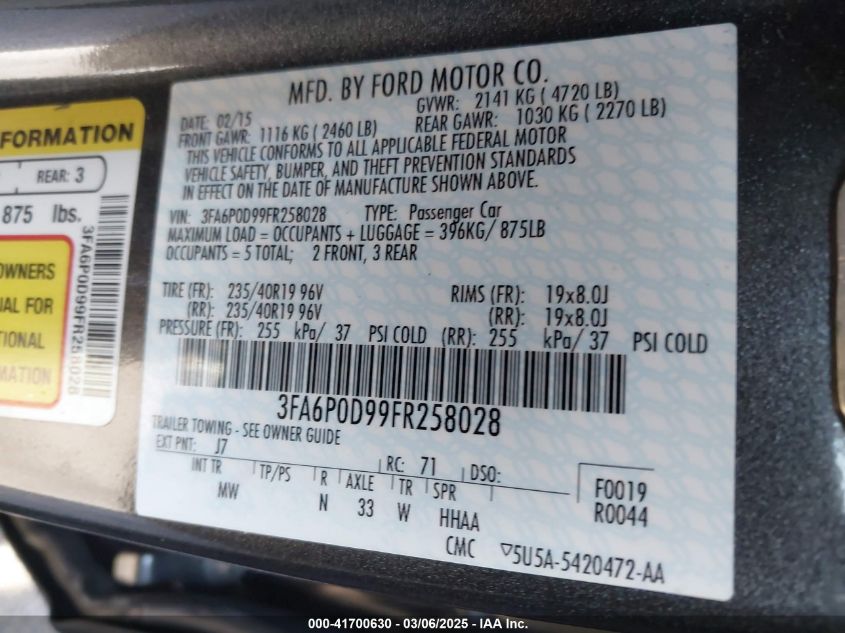 MFD. BY FORD MOTOR CO.
DATE: 02/15 GVWR: 2141 KG ( 4720 LB)
FRONT GAWR: 1116 KG ( 2460 LB) REAR GAWR: 1030 KG ( 2270 LB)
THIS VEHICLE CONFORMS TO ALL APPLICABLE FEDERAL MOTOR
VEHICLE SAFETY, BUMPER, AND THEFT PREVENTION STANDARDS
IN EFFECT ON THE DATE OF MANUFACTURE SHOWN ABOVE.
VIN: 3FA6P0D99FR258028 TYPE: Passenger Car
MAXIMUM LOAD = OCCUPANTS + LUGGAGE = 396KG/ 875LB
OCCUPANTS = 5 TOTAL; 2 FRONT, 3 REAR
TIRE (FR): 235/40R19 96V RIMS (FR): 19x8.0J
(RR): 235/40R19 96V (RR): 19x8.0J
PRESSURE (FR): 255 kPa/ 37 PSI COLD (RR): 255 kPa/ 37 PSI COLD
3FA6P0D99FR258028
TRAILER TOWING - SEE OWNER GUIDE
EXT PNT: J7 RC: 71 DSO:
INT TR TP/PS R AXLE TR SPR F0019
MW N 33 W HHAA R0044
CMC ▽5U5A-5420472-AA
FORMATION
REAR: 3
875 lbs.
3FA6P0D99FR258028
OWNERS
FOR
000-41700630 - 03/06/2025 - IAA Inc.